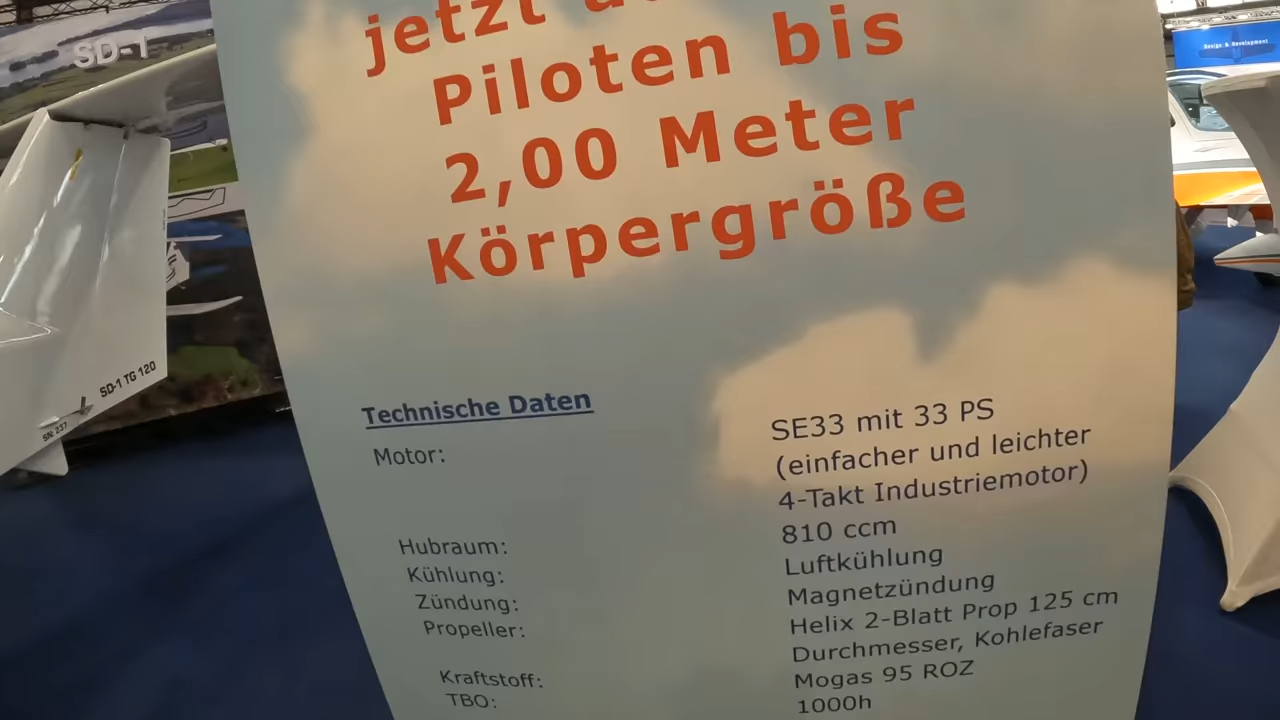 SD-1
Design & Development
jetzt
Piloten bis
2,00 Meter
Körpergröße
SD-1 TG 120
SN: 237
Technische Daten
Motor: SE33 mit 33 PS
(einfacher und leichter
4-Takt Industriemotor)
Hubraum: 810 ccm
Kühlung: Luftkühlung
Zündung: Magnetzündung
Propeller: Helix 2-Blatt Prop 125 cm
Durchmesser, Kohlefaser
Kraftstoff: Mogas 95 ROZ
TBO: 1000h